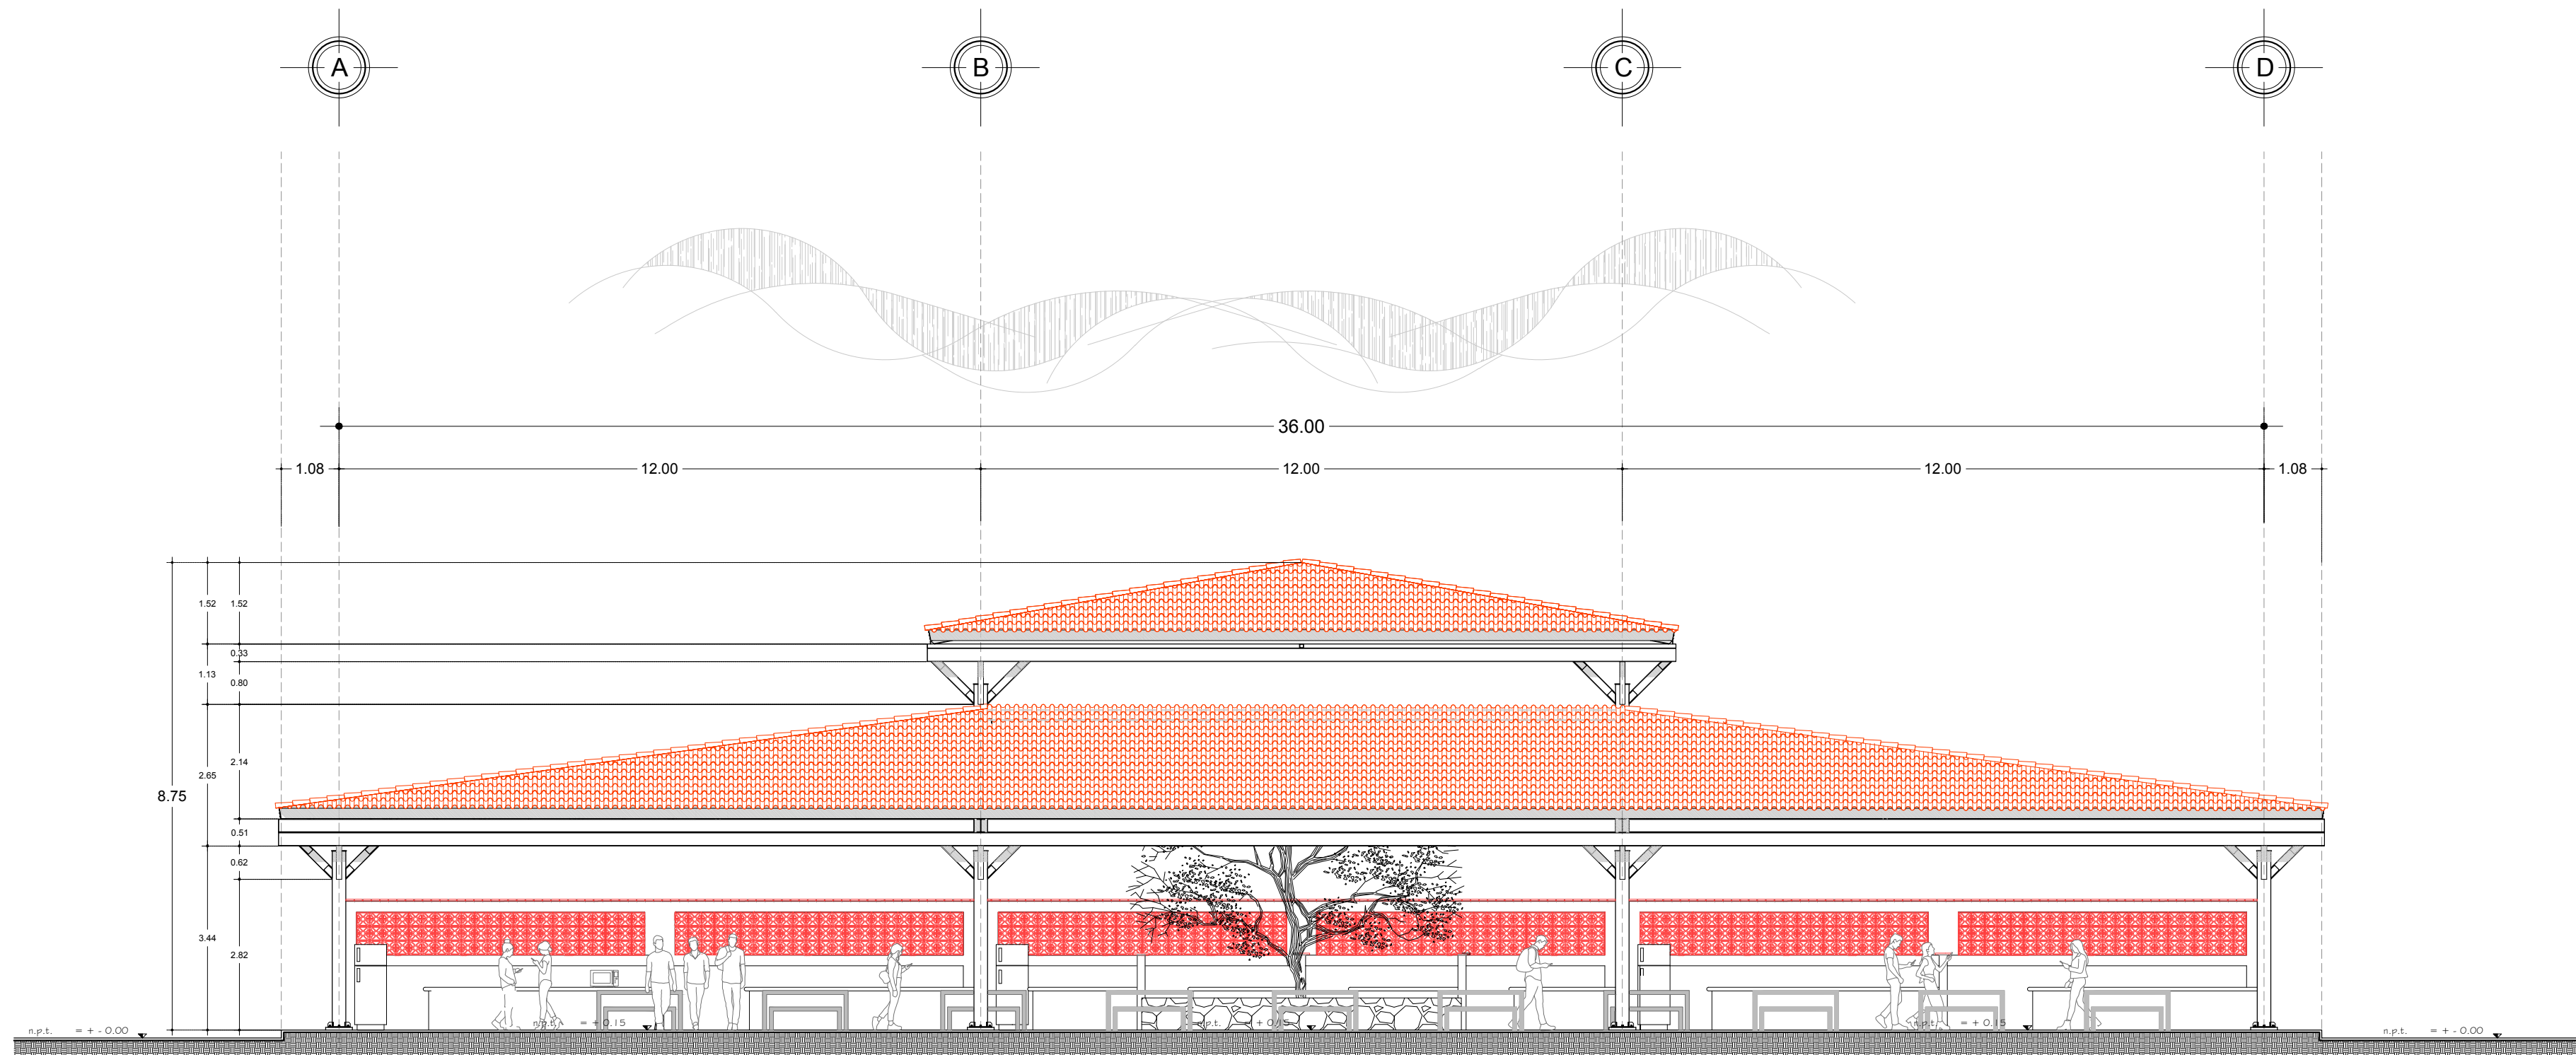 A B C D
36.00
1.08 12.00 12.00 12.00 1.08
1.52 1.52
0.33
1.13
0.80
2.14
2.65
8.75
0.51
0.62
3.44
2.82
n.p.t. = + - 0.00
n.p.t. = + 0.15
n.p.t. = + 0.15
n.p.t. = + 0.15
n.p.t. = + - 0.00